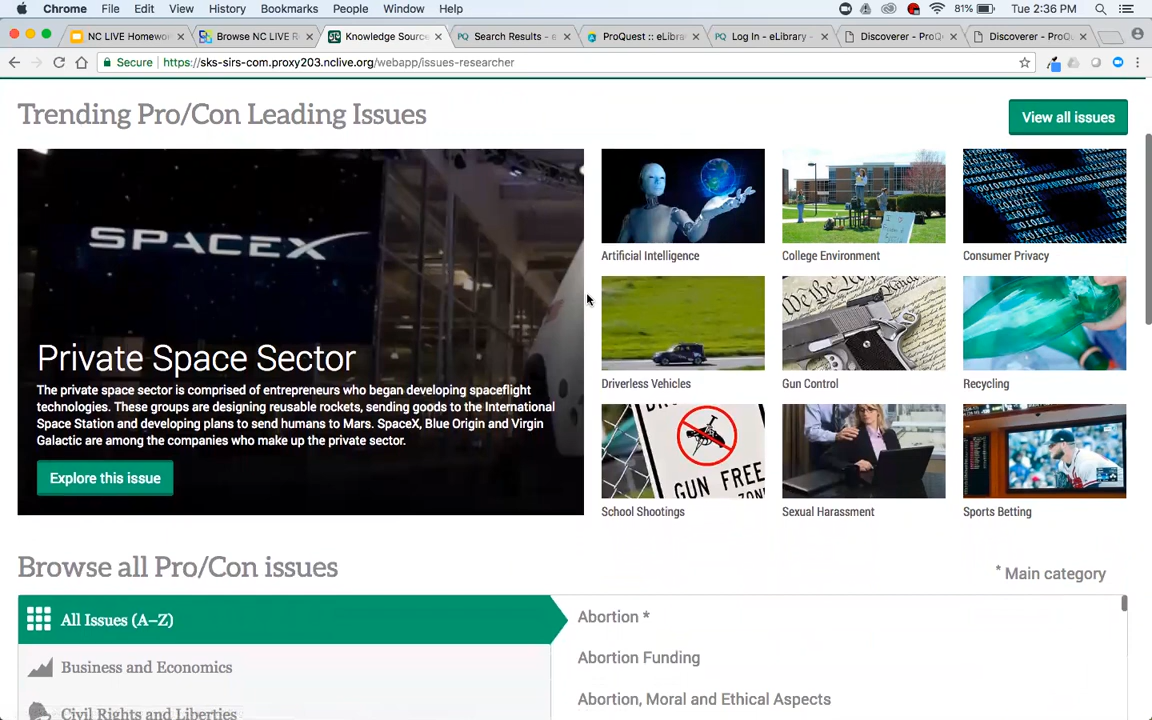 Chrome File Edit View History Bookmarks People Window Help 81% Tue 2:36 PM
NC LIVE Homewo Browse NC LIVE R Knowledge Source Search Results - e ProQuest :: eLibra Log In - eLibrary - Discoverer - ProQ Discoverer - ProQu
Secure https://sks-sirs-com.proxy203.nclive.org/webapp/issues-researcher
Trending Pro/Con Leading Issues
View all issues
SPACEX
Private Space Sector
The private space sector is comprised of entrepreneurs who began developing spaceflight
technologies. These groups are designing reusable rockets, sending goods to the International
Space Station and developing plans to send humans to Mars. SpaceX, Blue Origin and Virgin
Galactic are among the companies who make up the private sector.
Explore this issue
Artificial Intelligence
College Environment
Consumer Privacy
Driverless Vehicles
We the Pe
Gun Control
Recycling
GUN FREE
School Shootings
Sexual Harassment
Sports Betting
Browse all Pro/Con issues
* Main category
All Issues (A–Z)
Business and Economics
Civil Rights and Liberties
Abortion *
Abortion Funding
Abortion, Moral and Ethical Aspects